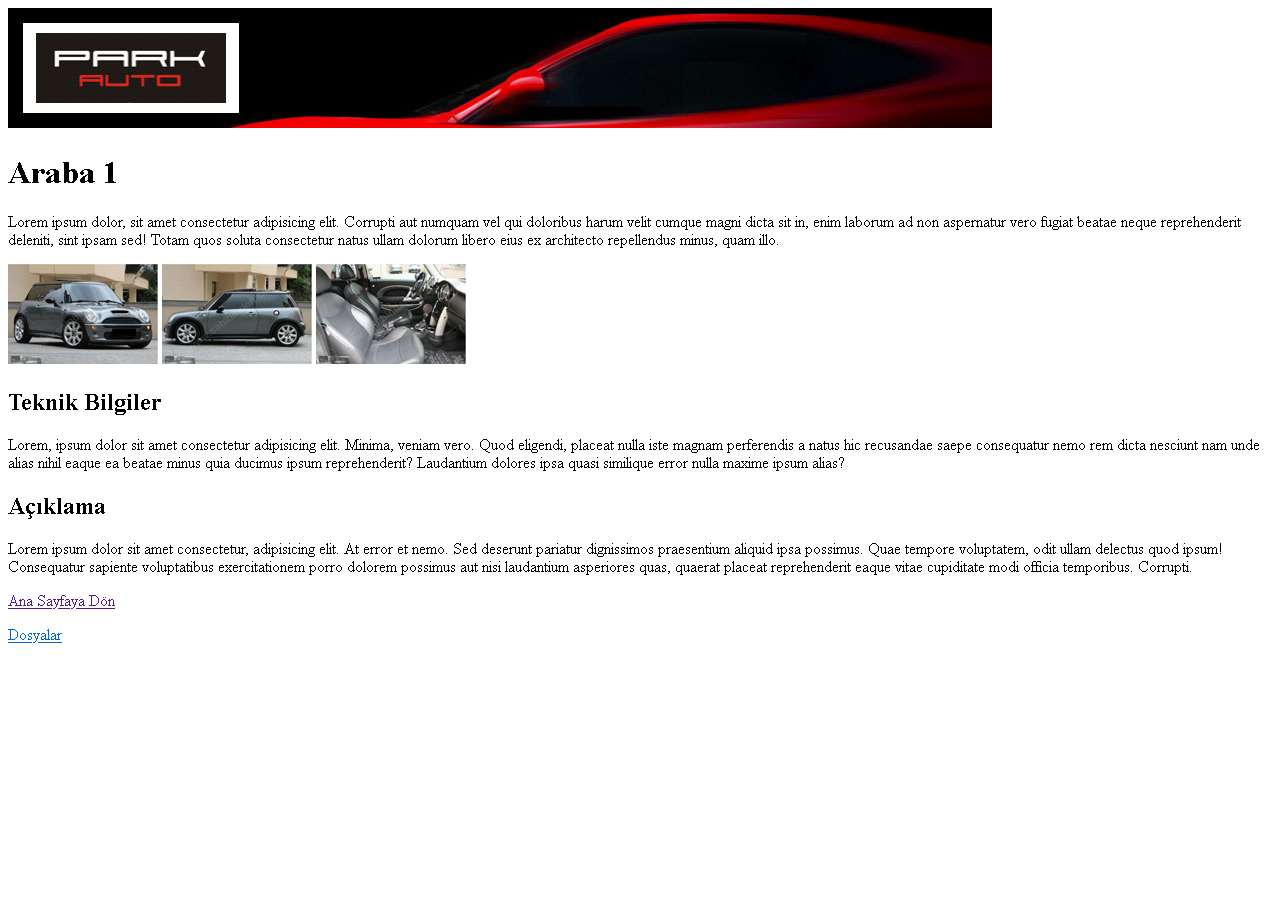 PARK
AUTO
Araba 1
Lorem ipsum dolor, sit amet consectetur adipisicing elit. Corrupti aut numquam vel qui doloribus harum velit cumque magni dicta sit in, enim laborum ad non aspernatur vero fugiat beatae neque reprehenderit
deleniti, sint ipsam sed! Totam quos soluta consectetur natus ullam dolorum libero eius ex architecto repellendus minus, quam illo.
Teknik Bilgiler
Lorem, ipsum dolor sit amet consectetur adipisicing elit. Minima, veniam vero. Quod eligendi, placeat nulla iste magnam perferendis a natus hic recusandae saepe consequatur nemo rem dicta nesciunt nam unde
alias nihil eaque ea beatae minus quia ducimus ipsum reprehenderit? Laudantium dolores ipsa quasi similique error nulla maxime ipsum alias?
Açıklama
Lorem ipsum dolor sit amet consectetur, adipisicing elit. At error et nemo. Sed deserunt pariatur dignissimos praesentium aliquid ipsa possimus. Quae tempore voluptatem, odit ullam delectus quod ipsum!
Consequatur sapiente voluptatibus exercitationem porro dolorem possimus aut nisi laudantium asperiores quas, quaerat placeat reprehenderit eaque vitae cupiditate modi officia temporibus. Corrupti.
Ana Sayfaya Dön
Dosyalar